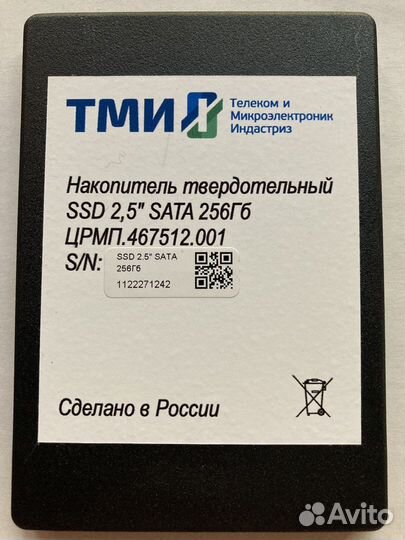 ТМИ
Телеком и
Микроэлектроник
Индастриз
Накопитель твердотельный
SSD 2,5" SATA 256Гб
ЦРМП.467512.001
S/N:
SSD 2.5" SATA
256Гб
1122271242
Сделано в России
Avito